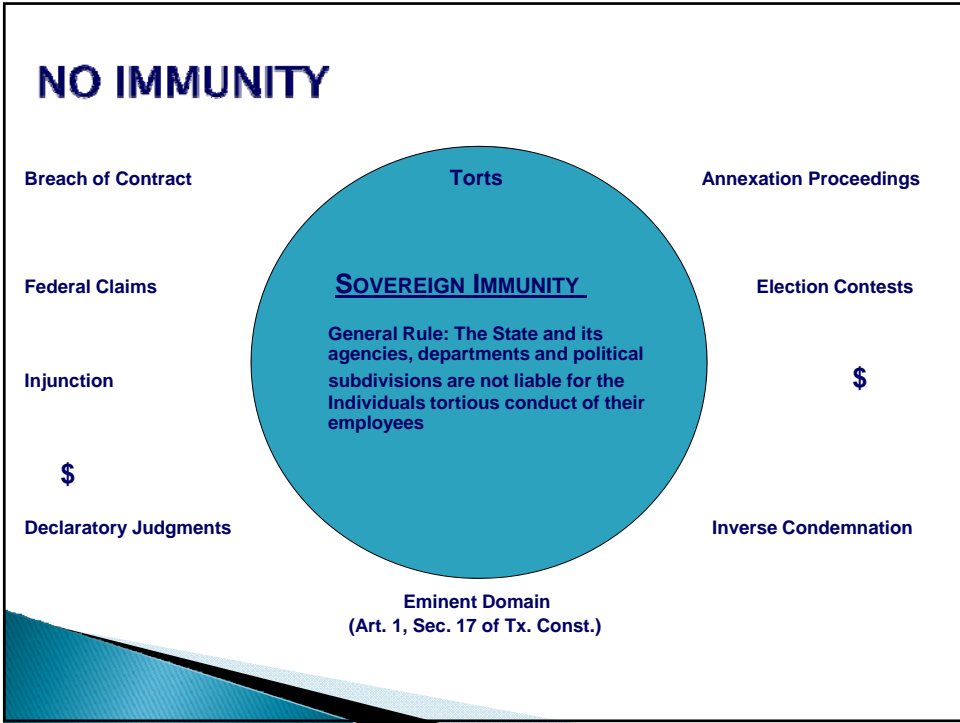 NO IMMUNITY
Breach of Contract
Torts
Annexation Proceedings
Federal Claims
SOVEREIGN IMMUNITY
Election Contests
General Rule: The State and its
agencies, departments and political
subdivisions are not liable for the
Individuals tortious conduct of their
employees
Injunction
$
$
Declaratory Judgments
Inverse Condemnation
Eminent Domain
(Art. 1, Sec. 17 of Tx. Const.)